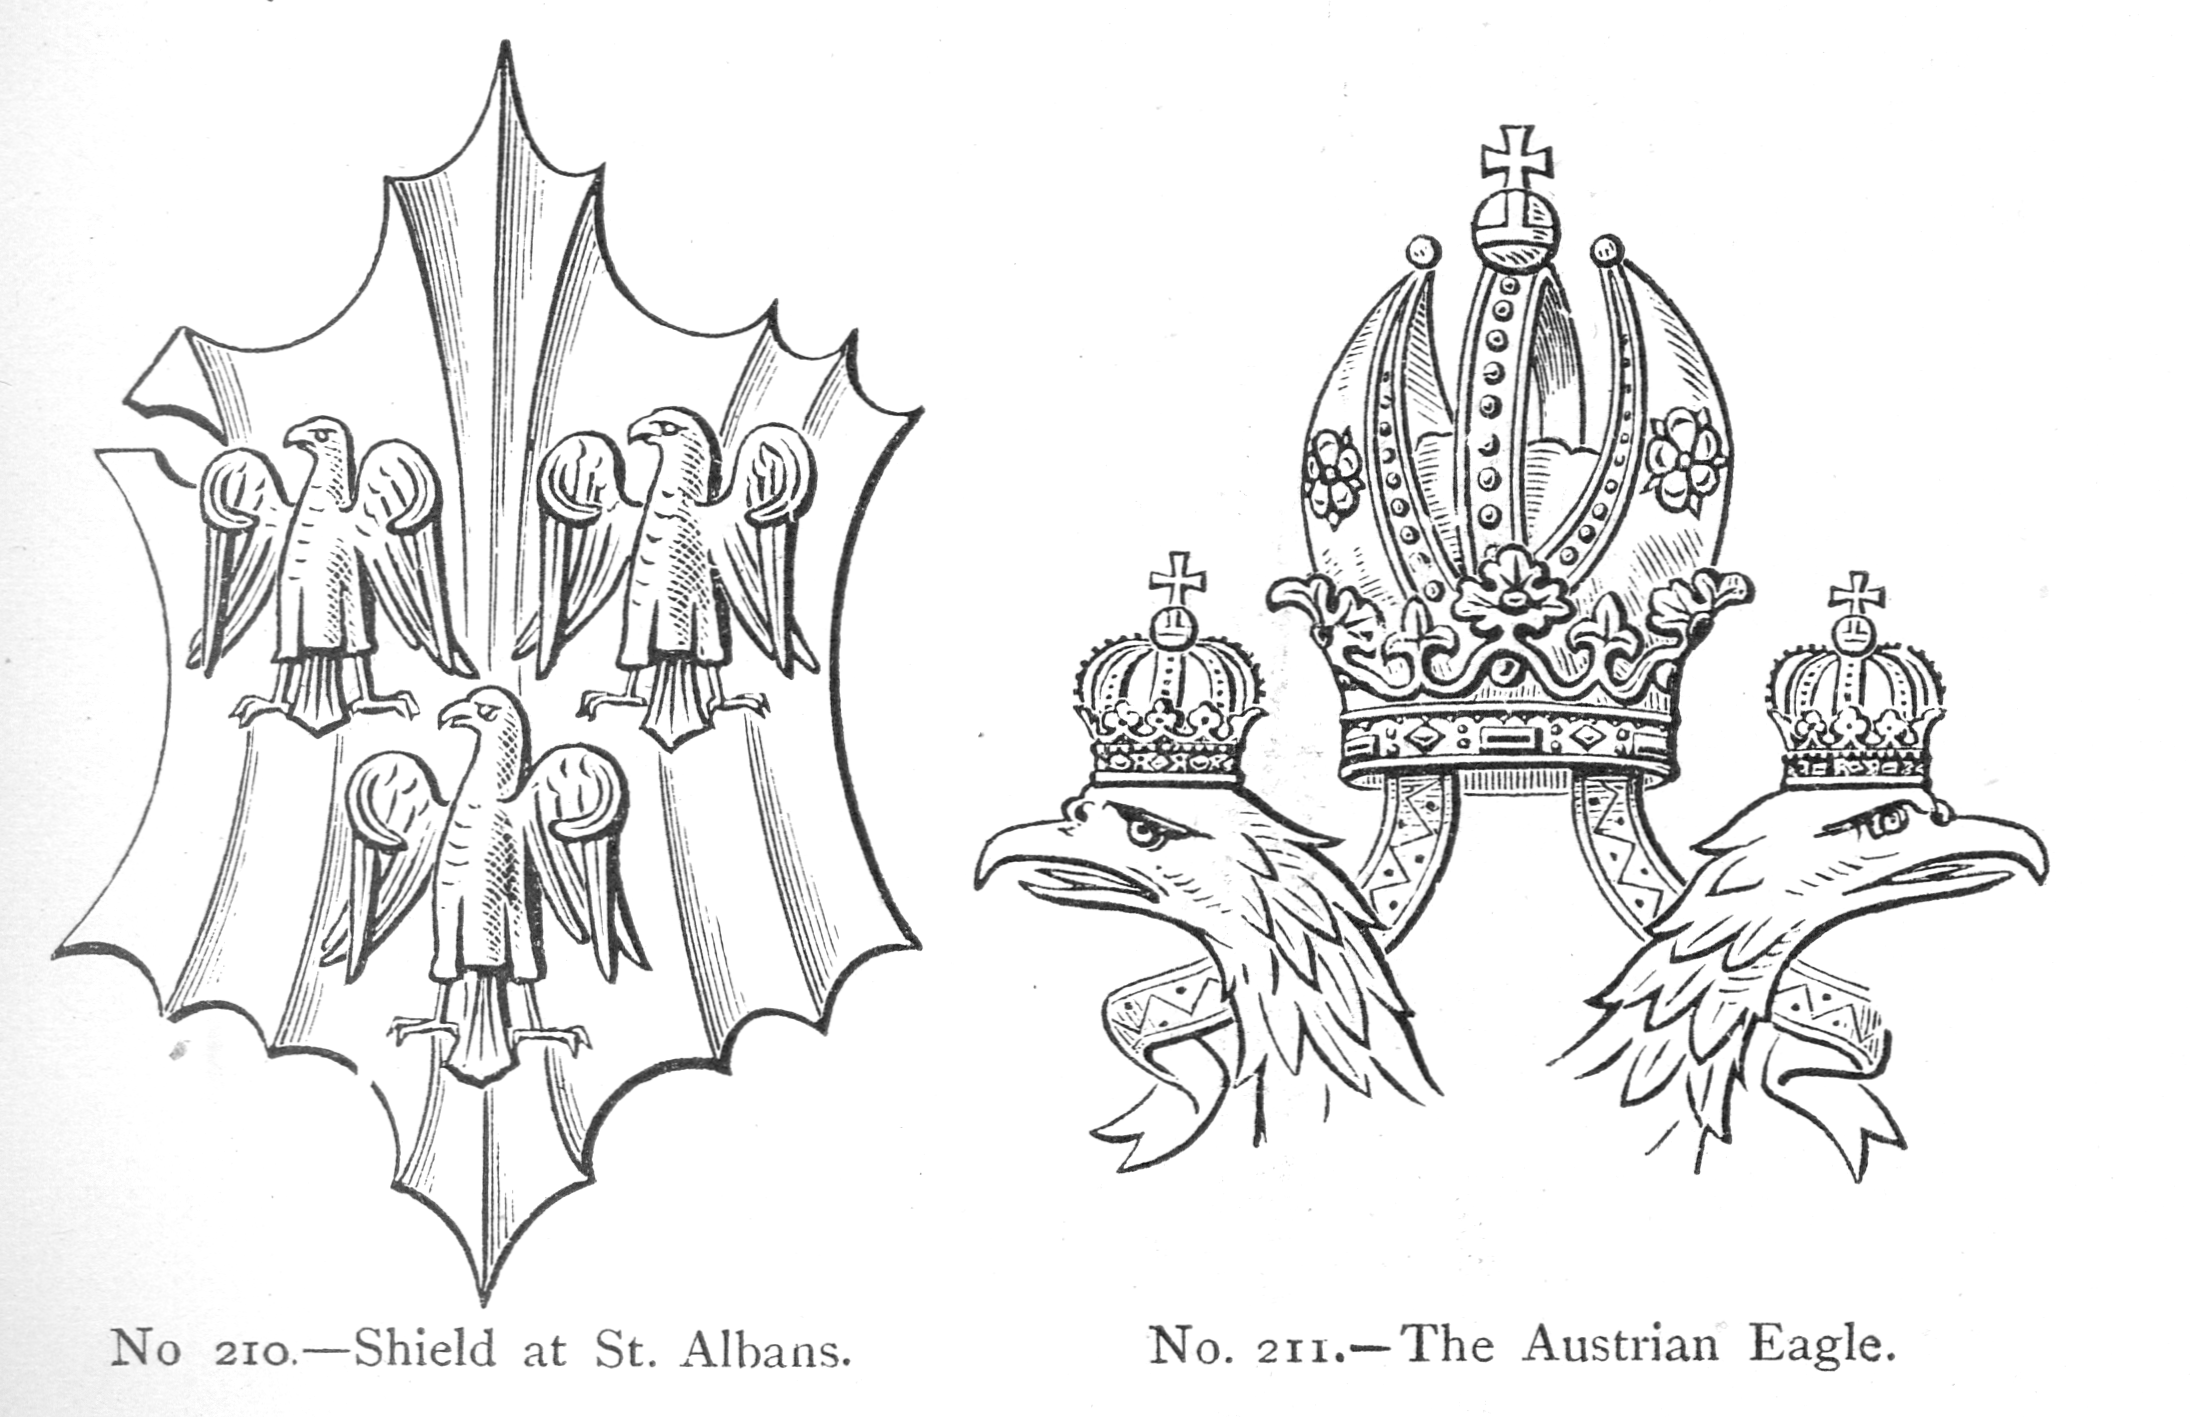 No 210.—Shield at St. Albans.
No. 211.—The Austrian Eagle.